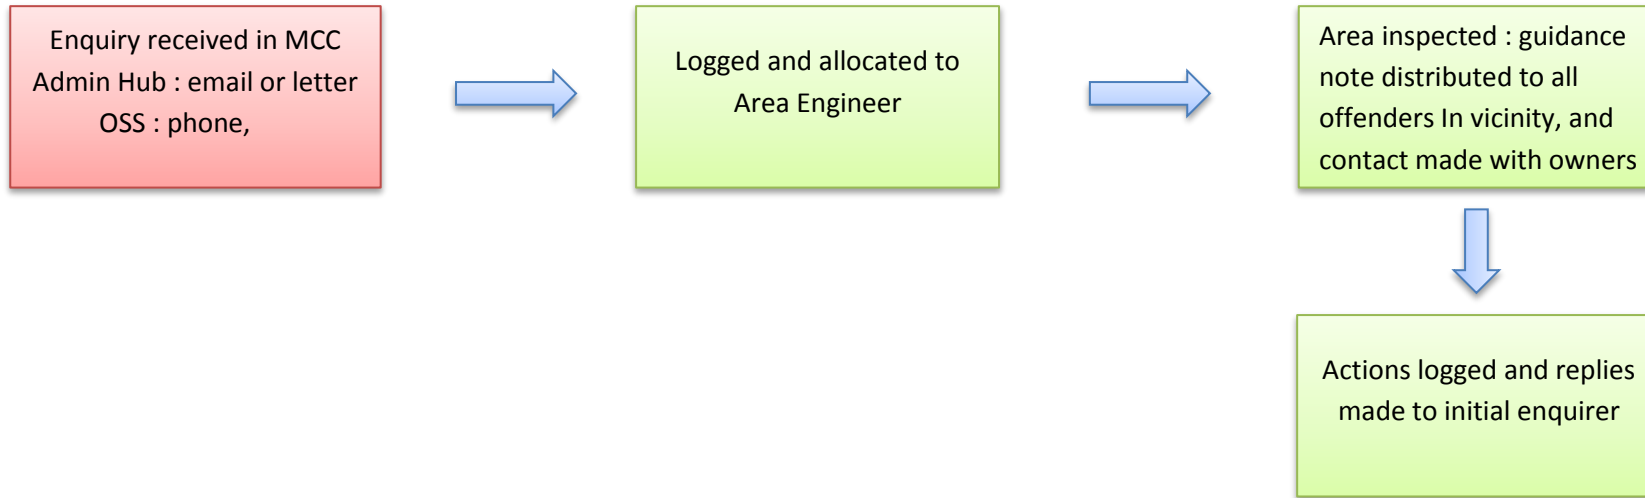 Enquiry received in MCC
Admin Hub : email or letter
OSS : phone,
Logged and allocated to
Area Engineer
Area inspected : guidance
note distributed to all
offenders In vicinity, and
contact made with owners
Actions logged and replies
made to initial enquirer